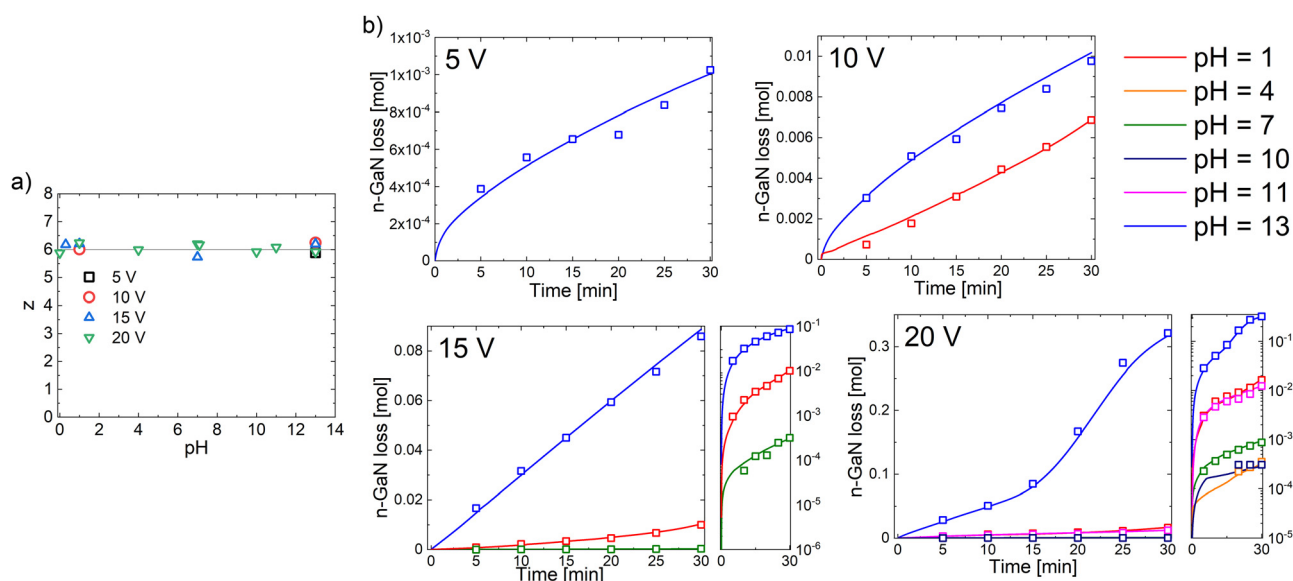 a)
z
8
7
6
5
4
3
2
1
0
5 V
10 V
15 V
20 V
0 2 4 6 8 10 12 14
pH
b)
5 V
n-GaN loss [mol]
1x10⁻³
1x10⁻³
8x10⁻⁴
6x10⁻⁴
4x10⁻⁴
2x10⁻⁴
0
0 5 10 15 20 25 30
Time [min]
10 V
n-GaN loss [mol]
0.01
0.008
0.006
0.004
0.002
0
0 5 10 15 20 25 30
Time [min]
pH = 1
pH = 4
pH = 7
pH = 10
pH = 11
pH = 13
15 V
n-GaN loss [mol]
0.08
0.06
0.04
0.02
0
0 5 10 15 20 25 30
Time [min]
10⁻¹
10⁻²
10⁻³
10⁻⁴
10⁻⁵
10⁻⁶
0 30
20 V
n-GaN loss [mol]
0.3
0.2
0.1
0
0 5 10 15 20 25 30
Time [min]
10⁻¹
10⁻²
10⁻³
10⁻⁴
10⁻⁵
0 30